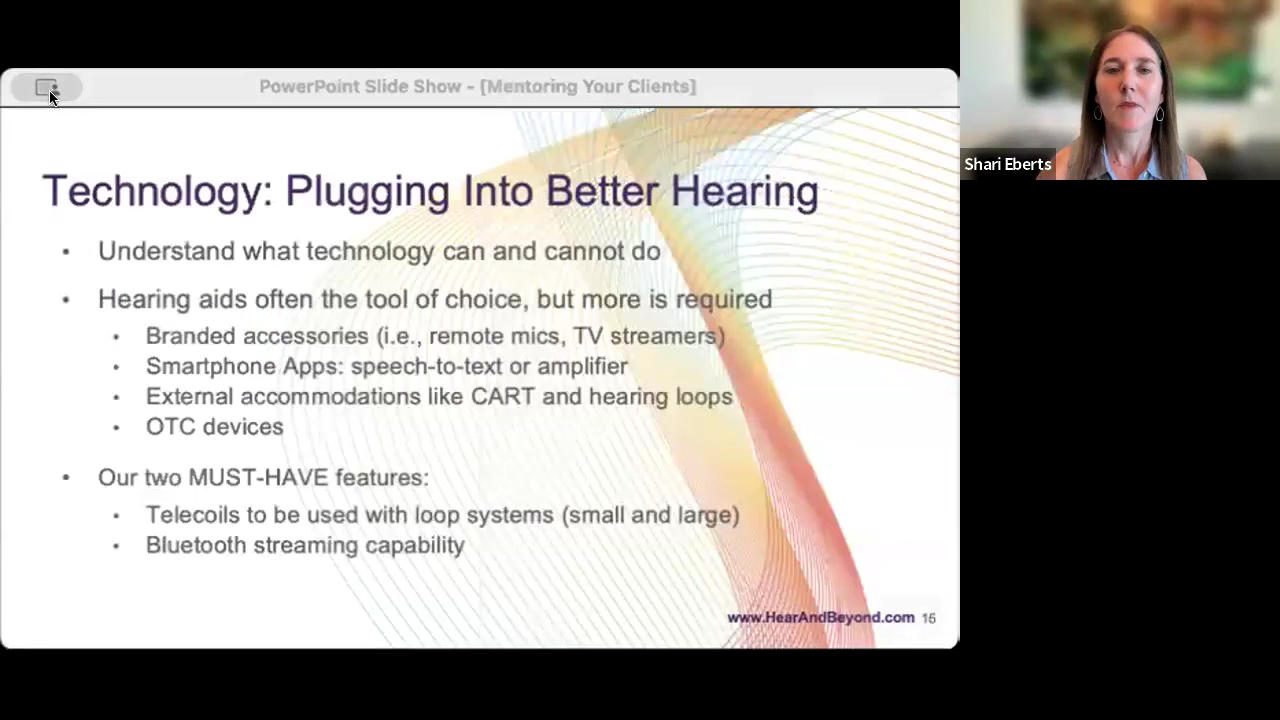 PowerPoint Slide Show - [Mentoring Your Clients]
Shari Eberts
Technology: Plugging Into Better Hearing
• Understand what technology can and cannot do
• Hearing aids often the tool of choice, but more is required
• Branded accessories (i.e., remote mics, TV streamers)
• Smartphone Apps: speech-to-text or amplifier
• External accommodations like CART and hearing loops
• OTC devices
• Our two MUST-HAVE features:
• Telecoils to be used with loop systems (small and large)
• Bluetooth streaming capability
www.HearAndBeyond.com 15